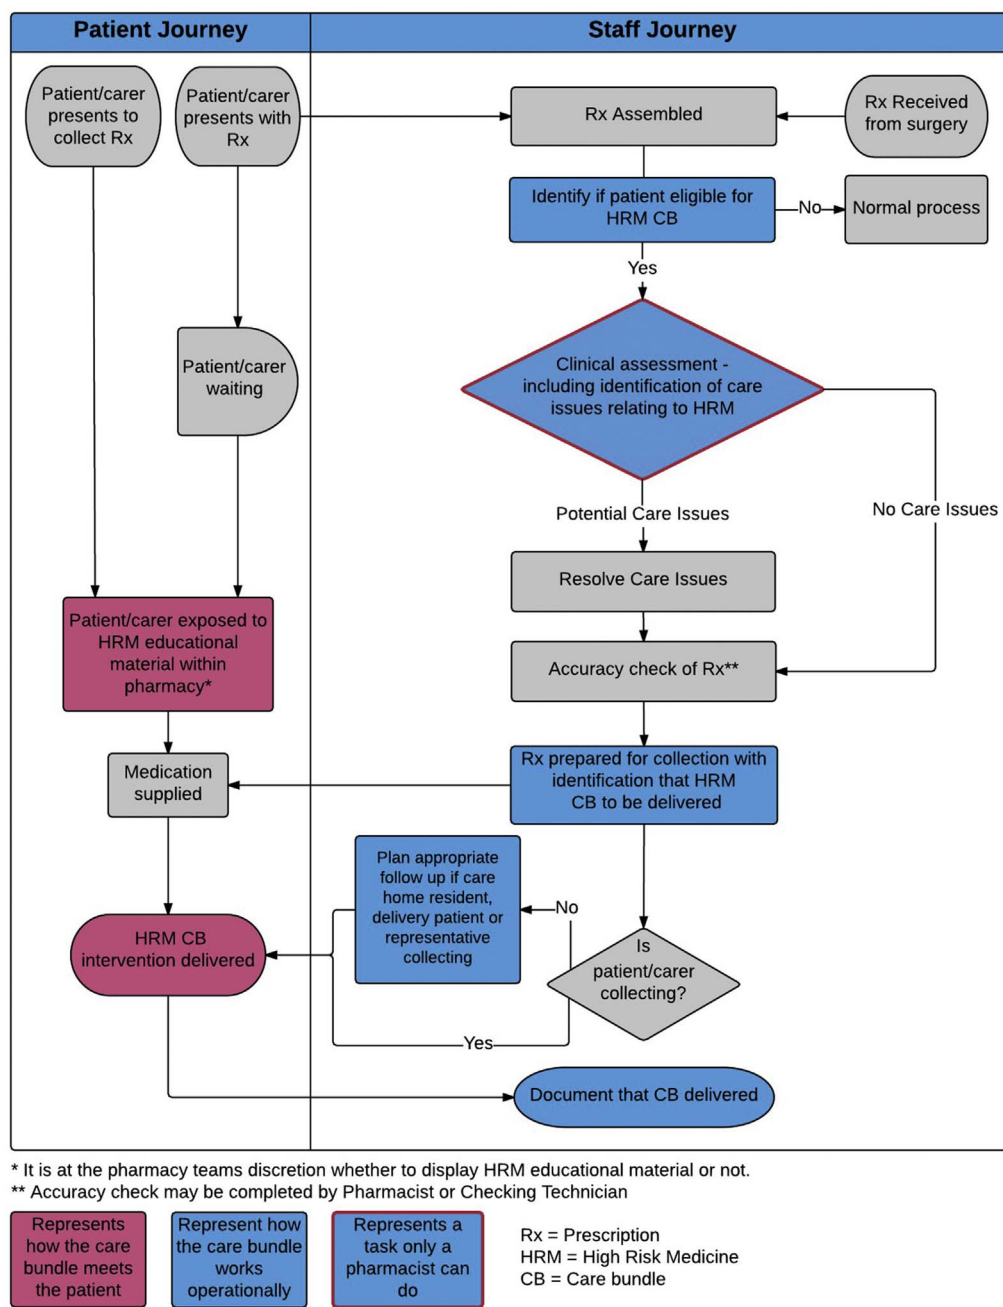 Patient Journey
Staff Journey
Patient/carer
presents to
collect Rx
Patient/carer
presents with
Rx
Rx Assembled
Rx Received
from surgery
Identify if patient eligible for
HRM CB
No
Normal process
Yes
Patient/carer
waiting
Clinical assessment -
including identification of care
issues relating to HRM
Potential Care Issues
No Care Issues
Resolve Care Issues
Patient/carer exposed to
HRM educational
material within
pharmacy*
Accuracy check of Rx**
Medication
supplied
Rx prepared for collection with
identification that HRM
CB to be delivered
Plan appropriate
follow up if care
home resident,
delivery patient or
representative
collecting
No
HRM CB
intervention delivered
Is
patient/carer
collecting?
Yes
Document that CB delivered
* It is at the pharmacy teams discretion whether to display HRM educational material or not.
** Accuracy check may be completed by Pharmacist or Checking Technician
Represents
how the care
bundle meets
the patient
Represent how
the care bundle
works
operationally
Represents a
task only a
pharmacist can
do
Rx = Prescription
HRM = High Risk Medicine
CB = Care bundle